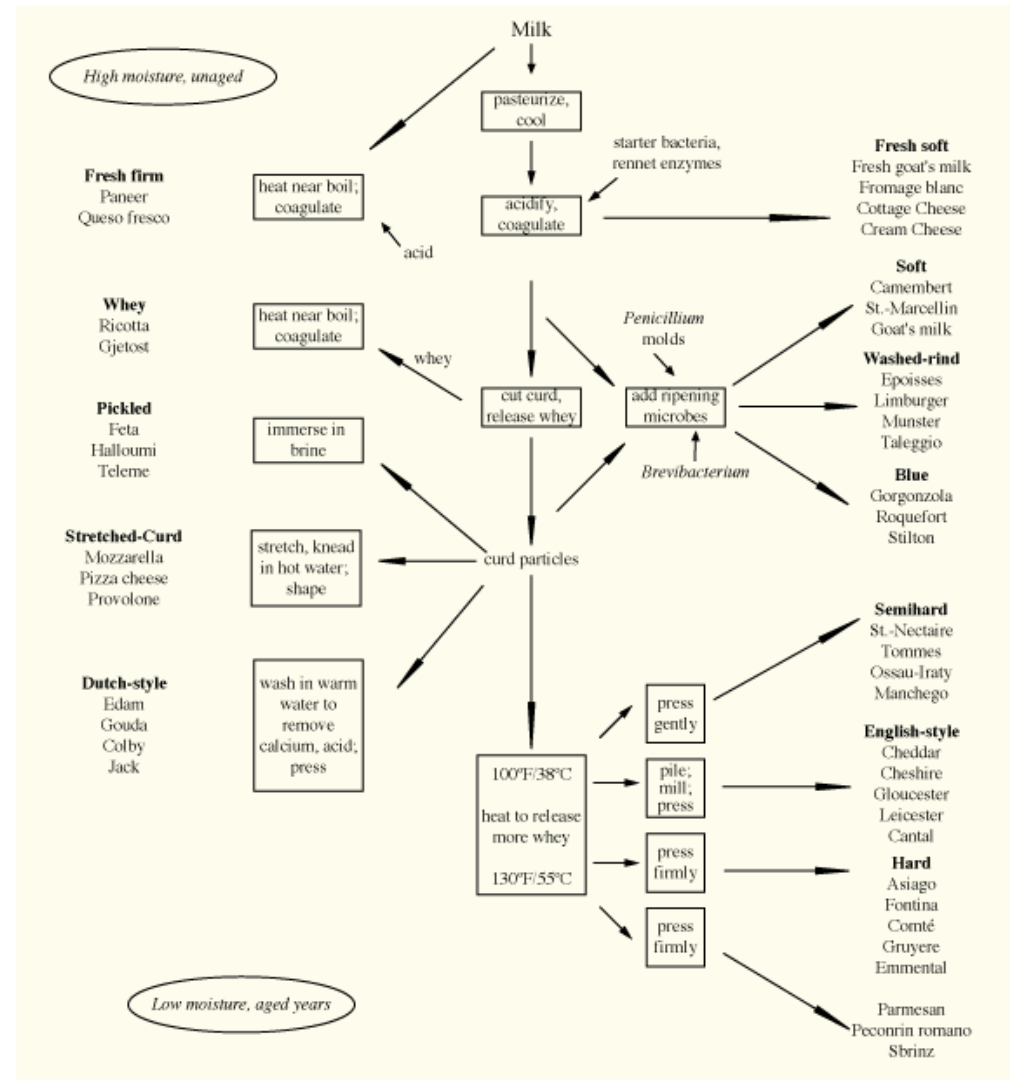 Milk
High moisture, unaged
pasteurize,
cool
starter bacteria,
rennet enzymes
Fresh firm
Paneer
Queso fresco
heat near boil;
coagulate
acid
acidify,
coagulate
Fresh soft
Fresh goat's milk
Fromage blanc
Cottage Cheese
Cream Cheese
Whey
Ricotta
Gjetost
heat near boil;
coagulate
whey
cut curd,
release whey
Penicillium
molds
add ripening
microbes
Brevibacterium
Soft
Camembert
St.-Marcellin
Goat's milk
Washed-rind
Epoisses
Limburger
Munster
Taleggio
Blue
Gorgonzola
Roquefort
Stilton
Pickled
Feta
Halloumi
Teleme
immerse in
brine
Stretched-Curd
Mozzarella
Pizza cheese
Provolone
stretch, knead
in hot water;
shape
curd particles
Dutch-style
Edam
Gouda
Colby
Jack
wash in warm
water to
remove
calcium, acid;
press
100°F/38°C
heat to release
more whey
130°F/55°C
press
gently
Semihard
St.-Nectaire
Tommes
Ossau-Iraty
Manchego
pile;
mill;
press
English-style
Cheddar
Cheshire
Gloucester
Leicester
Cantal
press
firmly
Hard
Asiago
Fontina
Comté
Gruyere
Emmental
press
firmly
Parmesan
Peconrin romano
Sbrinz
Low moisture, aged years